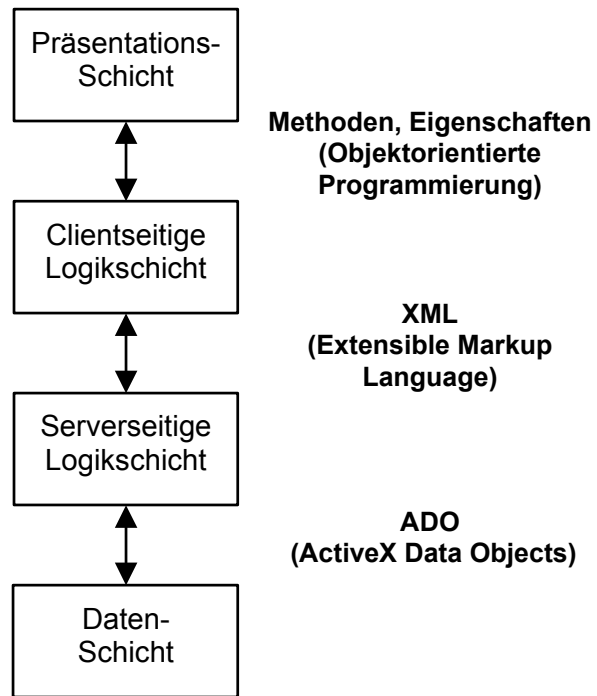 Präsentations-
Schicht
Methoden, Eigenschaften
(Objektorientierte
Programmierung)
Clientseitige
Logikschicht
XML
(Extensible Markup
Language)
Serverseitige
Logikschicht
ADO
(ActiveX Data Objects)
Daten-
Schicht